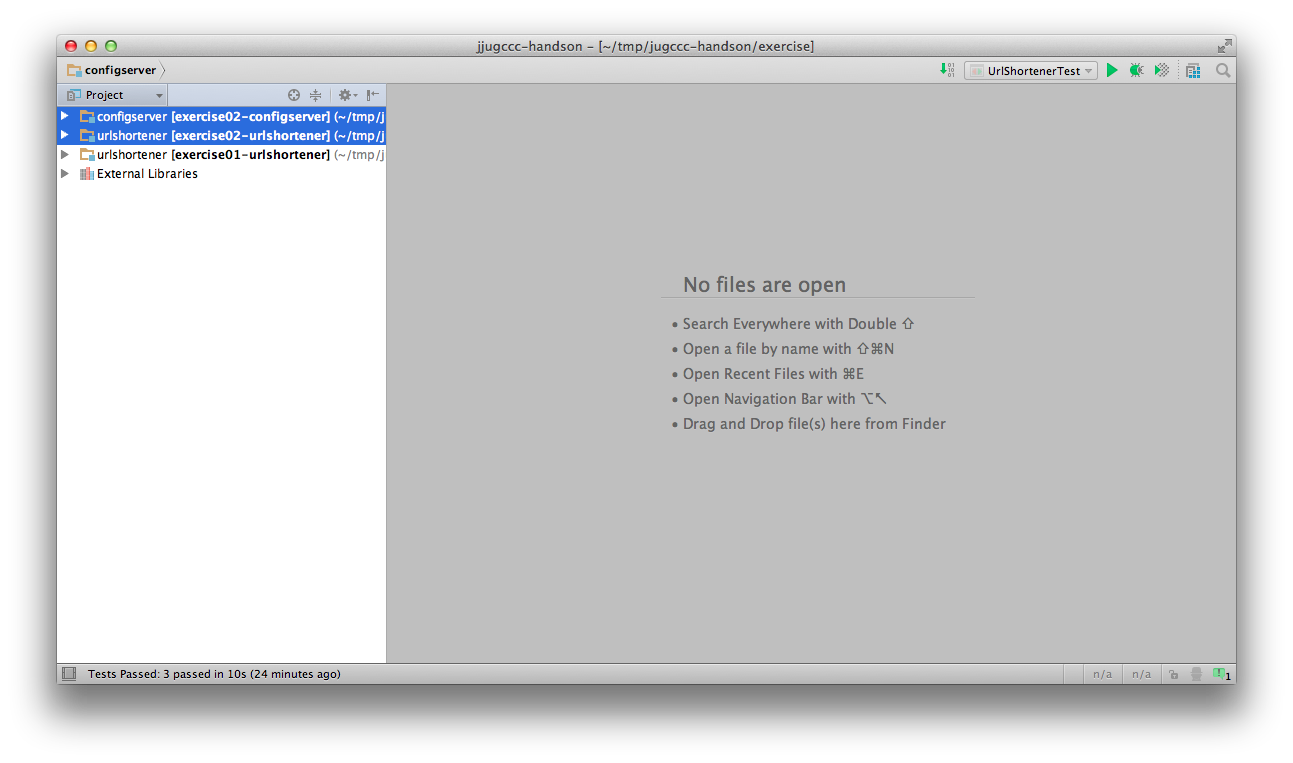 jjugccc-handson – [~/tmp/jugccc-handson/exercise]
configserver
UrlShortenerTest
Project
configserver [exercise02-configserver] (~/tmp/j
urlshortener [exercise02-urlshortener] (~/tmp/j
urlshortener [exercise01-urlshortener] (~/tmp/j
External Libraries
No files are open
• Search Everywhere with Double ⇧
• Open a file by name with ⇧⌘N
• Open Recent Files with ⌘E
• Open Navigation Bar with ⌥↖
• Drag and Drop file(s) here from Finder
Tests Passed: 3 passed in 10s (24 minutes ago)
n/a
n/a
1